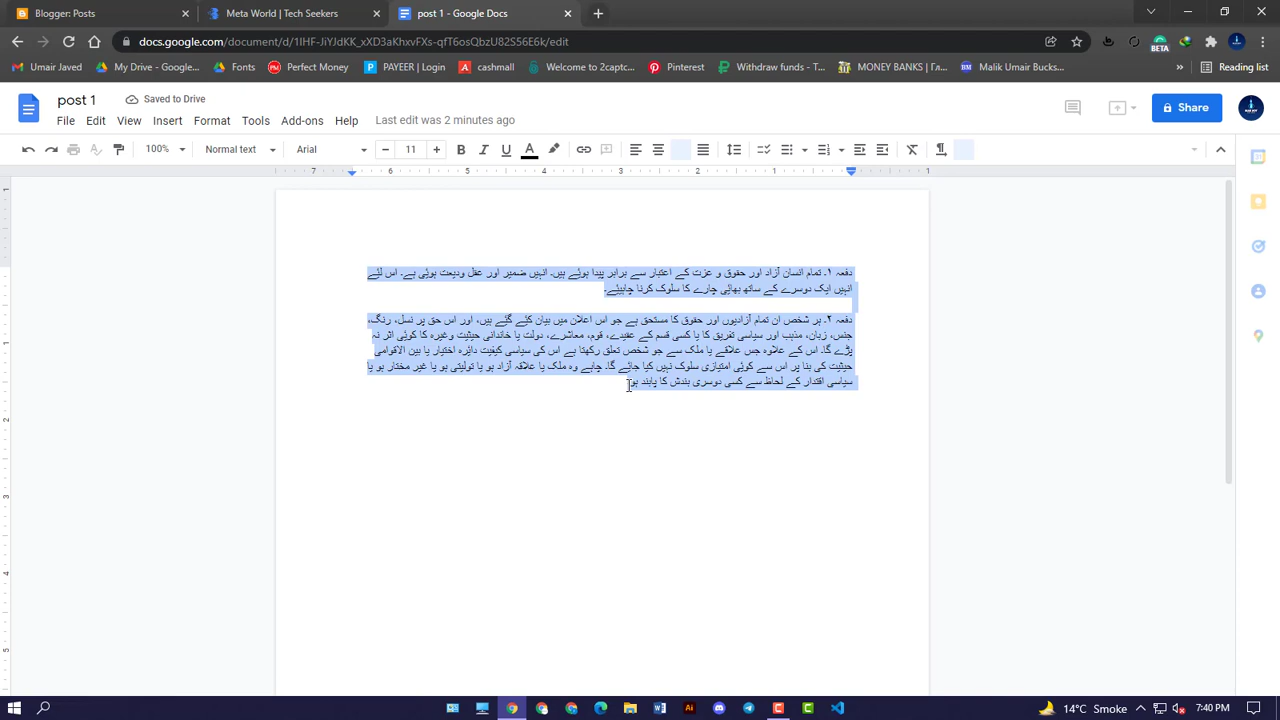 Blogger: Posts
Meta World | Tech Seekers
post 1 - Google Docs
docs.google.com/document/d/1IHF-JiYJdKK_xXD3aKhxvFXs-qfT6osQbzU82S56E6k/edit
BETA
Umair Javed
My Drive - Google...
Fonts
Perfect Money
PAYEER | Login
cashmall
Welcome to 2captc...
Pinterest
Withdraw funds - T...
MONEY BANKS | Гл...
Malik Umair Bucks...
Reading list
post 1
Saved to Drive
File Edit View Insert Format Tools Add-ons Help Last edit was 2 minutes ago
Share
100% Normal text Arial 11
7 6 5 4 3 2 1 1
دفعہ ۱۔ تمام انسان آزاد اور حقوق و عزت کے اعتبار سے برابر پیدا ہوئے ہیں۔ انہیں ضمیر اور عقل ودیعت ہوئی ہے۔ اس لئے
انہیں ایک دوسرے کے ساتھ بھائی چارے کا سلوک کرنا چاہیئے۔
دفعہ ۲۔ ہر شخص ان تمام آزادیوں اور حقوق کا مستحق ہے جو اس اعلان میں بیان کئے گئے ہیں، اور اس حق پر نسل، رنگ،
جنس، زبان، مذہب اور سیاسی تفریق کا یا کسی قسم کے عقیدے، قوم، معاشرے، دولت یا خاندانی حیثیت وغیرہ کا کوئی اثر نہ
پڑے گا۔ اس کے علاوہ جس علاقے یا ملک سے جو شخص تعلق رکھتا ہے اس کی سیاسی کیفیت دائرہ اختیار یا بین الاقوامی
حیثیت کی بنا پر اس سے کوئی امتیازی سلوک نہیں کیا جائے گا۔ چاہے وہ ملک یا علاقہ آزاد ہو یا تولیتی ہو یا غیر مختار ہو یا
سیاسی اقتدار کے لحاظ سے کسی دوسری بندش کا پابند ہو۔
14°C Smoke
7:40 PM